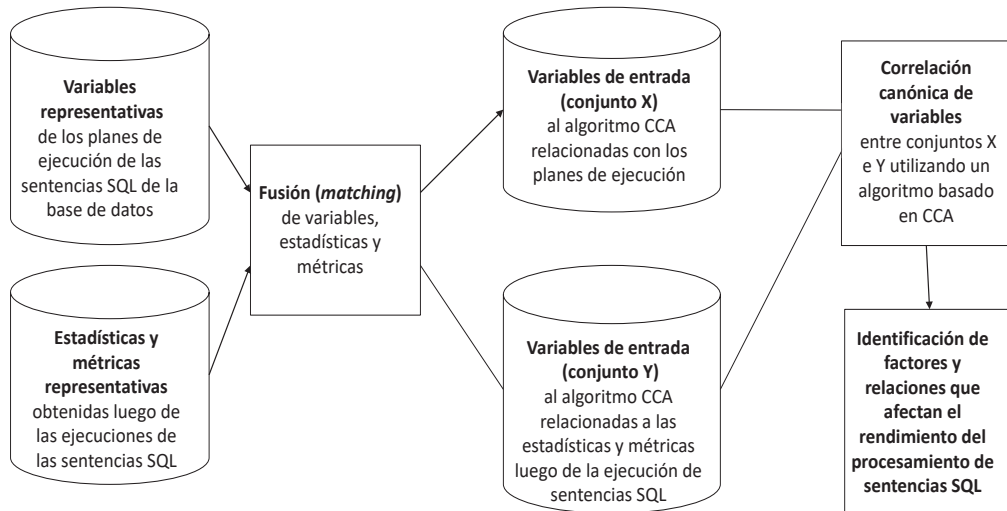 Variables
representativas
de los planes de
ejecución de las
sentencias SQL de la
base de datos
Estadísticas y
métricas
representativas
obtenidas luego de
las ejecuciones de
las sentencias SQL
Fusión (matching)
de variables,
estadísticas y
métricas
Variables de entrada
(conjunto X)
al algoritmo CCA
relacionadas con los
planes de ejecución
Variables de entrada
(conjunto Y)
al algoritmo CCA
relacionadas a las
estadísticas y métricas
luego de la ejecución de
sentencias SQL
Correlación
canónica de
variables
entre conjuntos X
e Y utilizando un
algoritmo basado
en CCA
Identificación de
factores y
relaciones que
afectan el
rendimiento del
procesamiento de
sentencias SQL